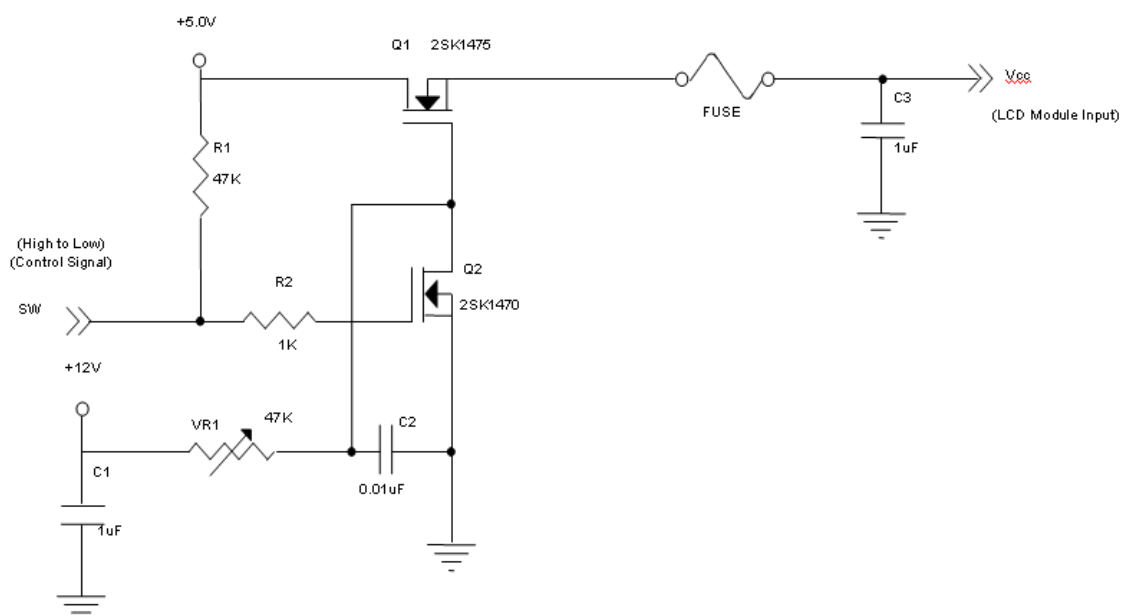 +5.0V
Q1 2SK1475
Vcc
C3
FUSE
(LCD Module Input)
R1
1uF
47K
(High to Low)
(Control Signal)
Q2
R2
SW
2SK1470
1K
+12V
47K
VR1
C2
C1
0.01uF
1uF